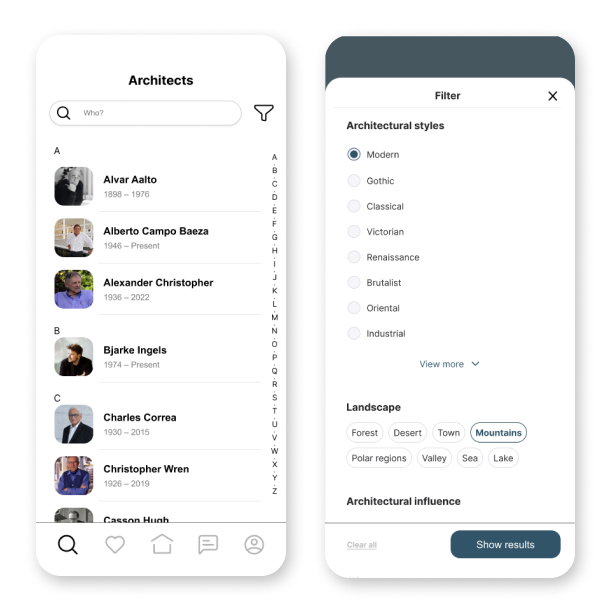 Architects
Who?
A
Alvar Aalto
1898 – 1976
Alberto Campo Baeza
1946 – Present
Alexander Christopher
1936 – 2022
B
Bjarke Ingels
1974 – Present
C
Charles Correa
1930 – 2015
Christopher Wren
1926 – 2019
Casson Hugh
A
B
C
D
E
F
G
H
I
J
K
L
M
N
O
P
Q
R
S
T
U
V
W
X
Y
Z
Filter
Architectural styles
Modern
Gothic
Classical
Victorian
Renaissance
Brutalist
Oriental
Industrial
View more
Landscape
Forest Desert Town Mountains
Polar regions Valley Sea Lake
Architectural influence
Clear all Show results